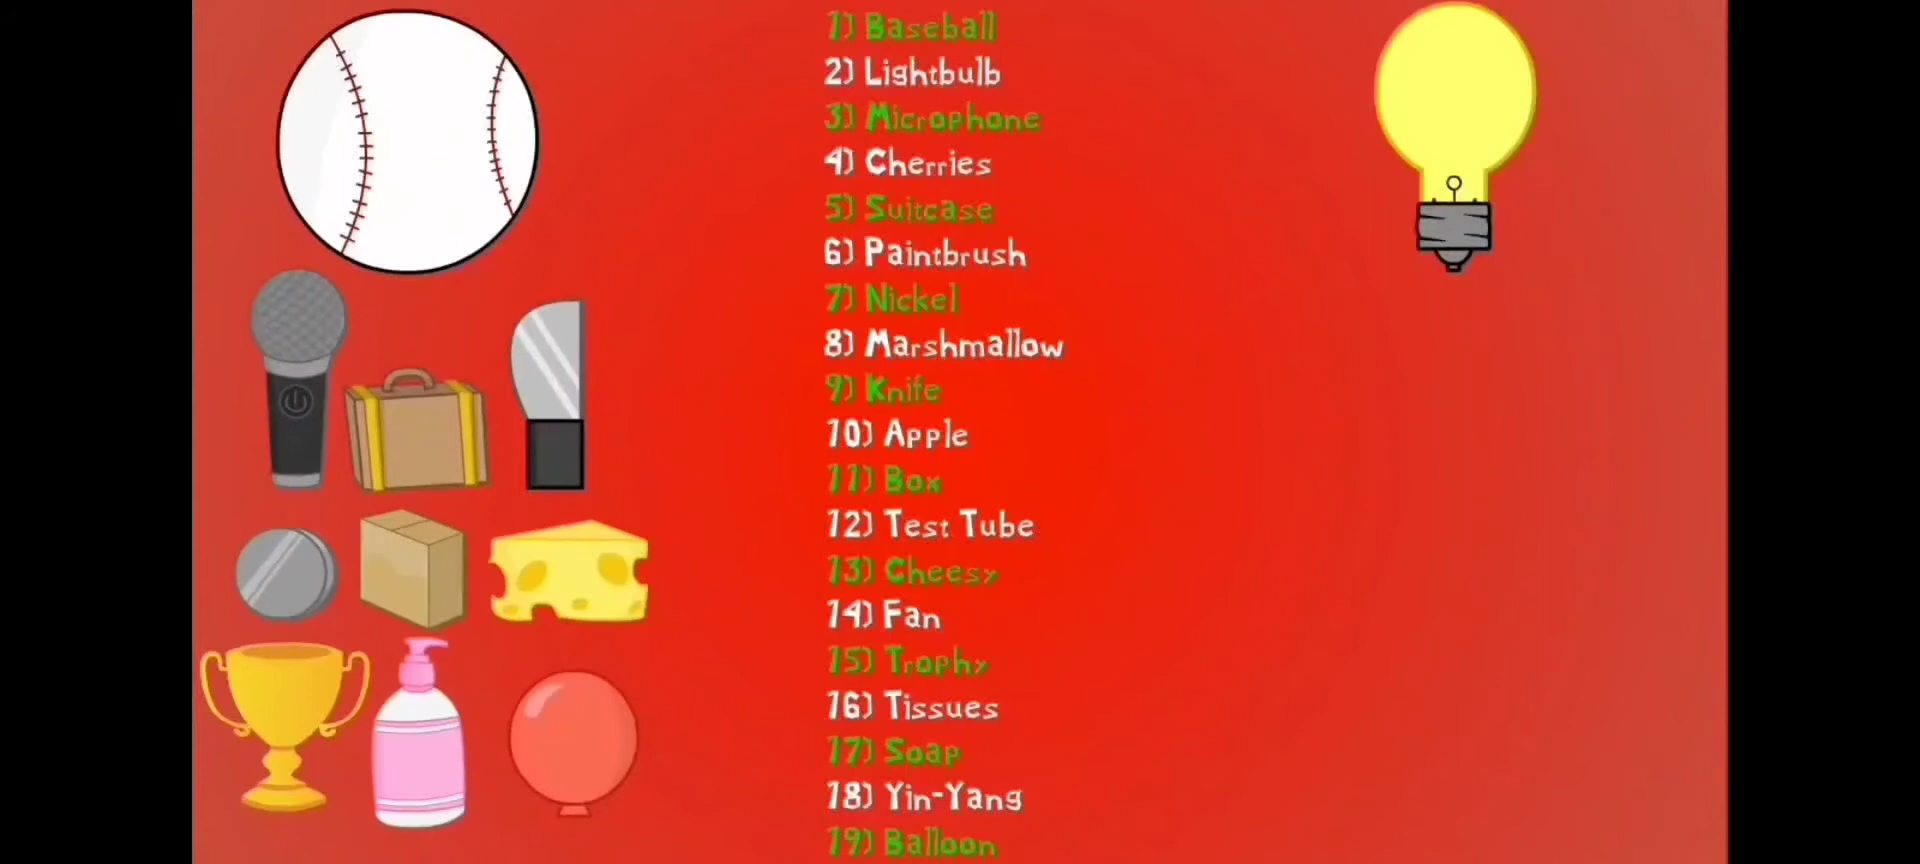 1) Baseball
2) Lightbulb
3) Microphone
4) Cherries
5) Suitcase
6) Paintbrush
7) Nickel
8) Marshmallow
9) Knife
10) Apple
11) Box
12) Test Tube
13) Cheesy
14) Fan
15) Trophy
16) Tissues
17) Soap
18) Yin-Yang
19) Balloon